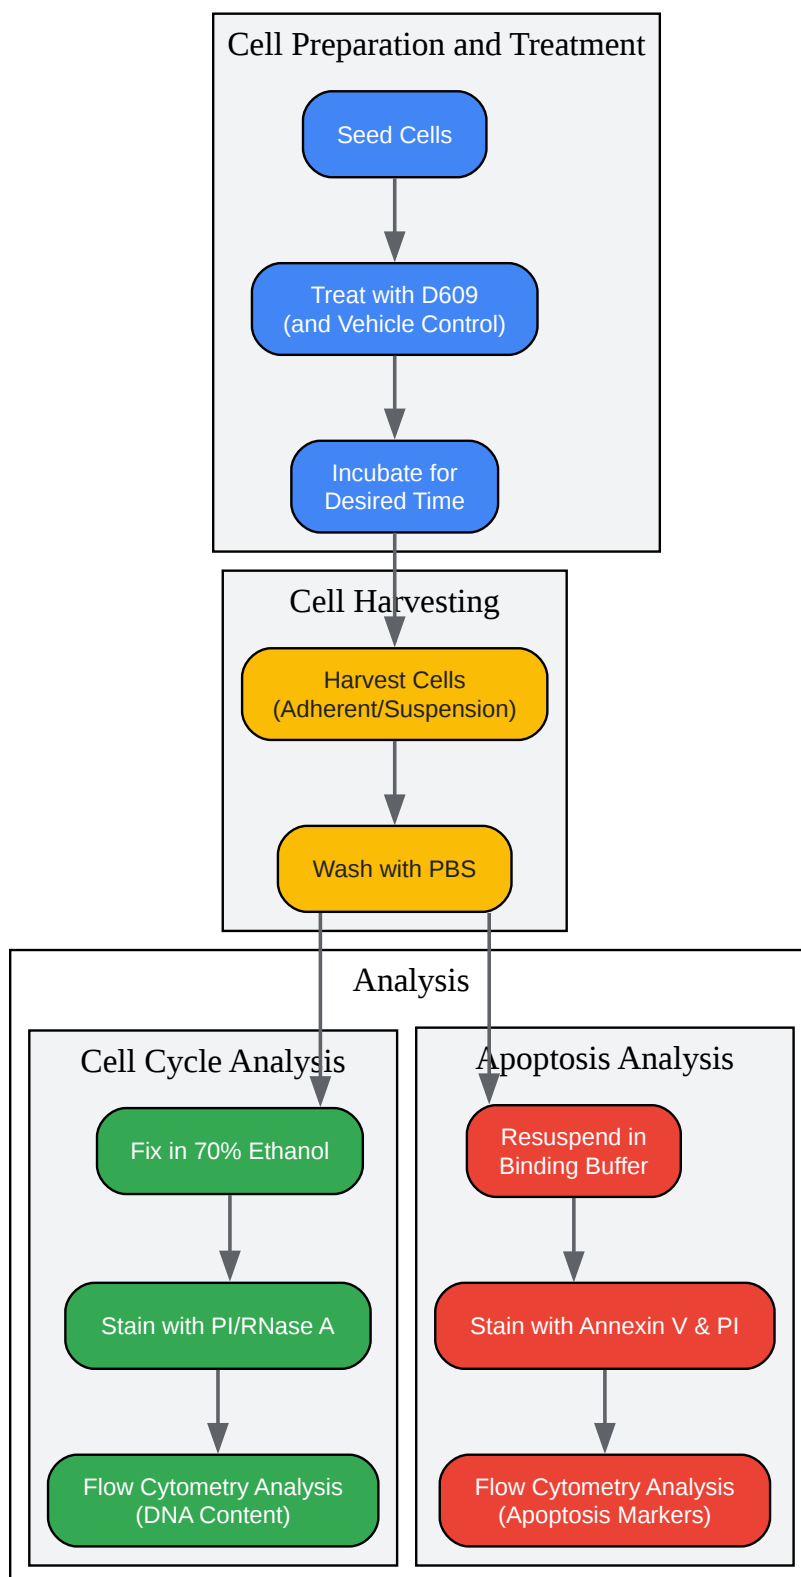 Cell Preparation and Treatment
Seed Cells
Treat with D609
(and Vehicle Control)
Incubate for
Desired Time
Cell Harvesting
Harvest Cells
(Adherent/Suspension)
Wash with PBS
Analysis
Cell Cycle Analysis
Fix in 70% Ethanol
Stain with PI/RNase A
Flow Cytometry Analysis
(DNA Content)
Apoptosis Analysis
Resuspend in
Binding Buffer
Stain with Annexin V & PI
Flow Cytometry Analysis
(Apoptosis Markers)